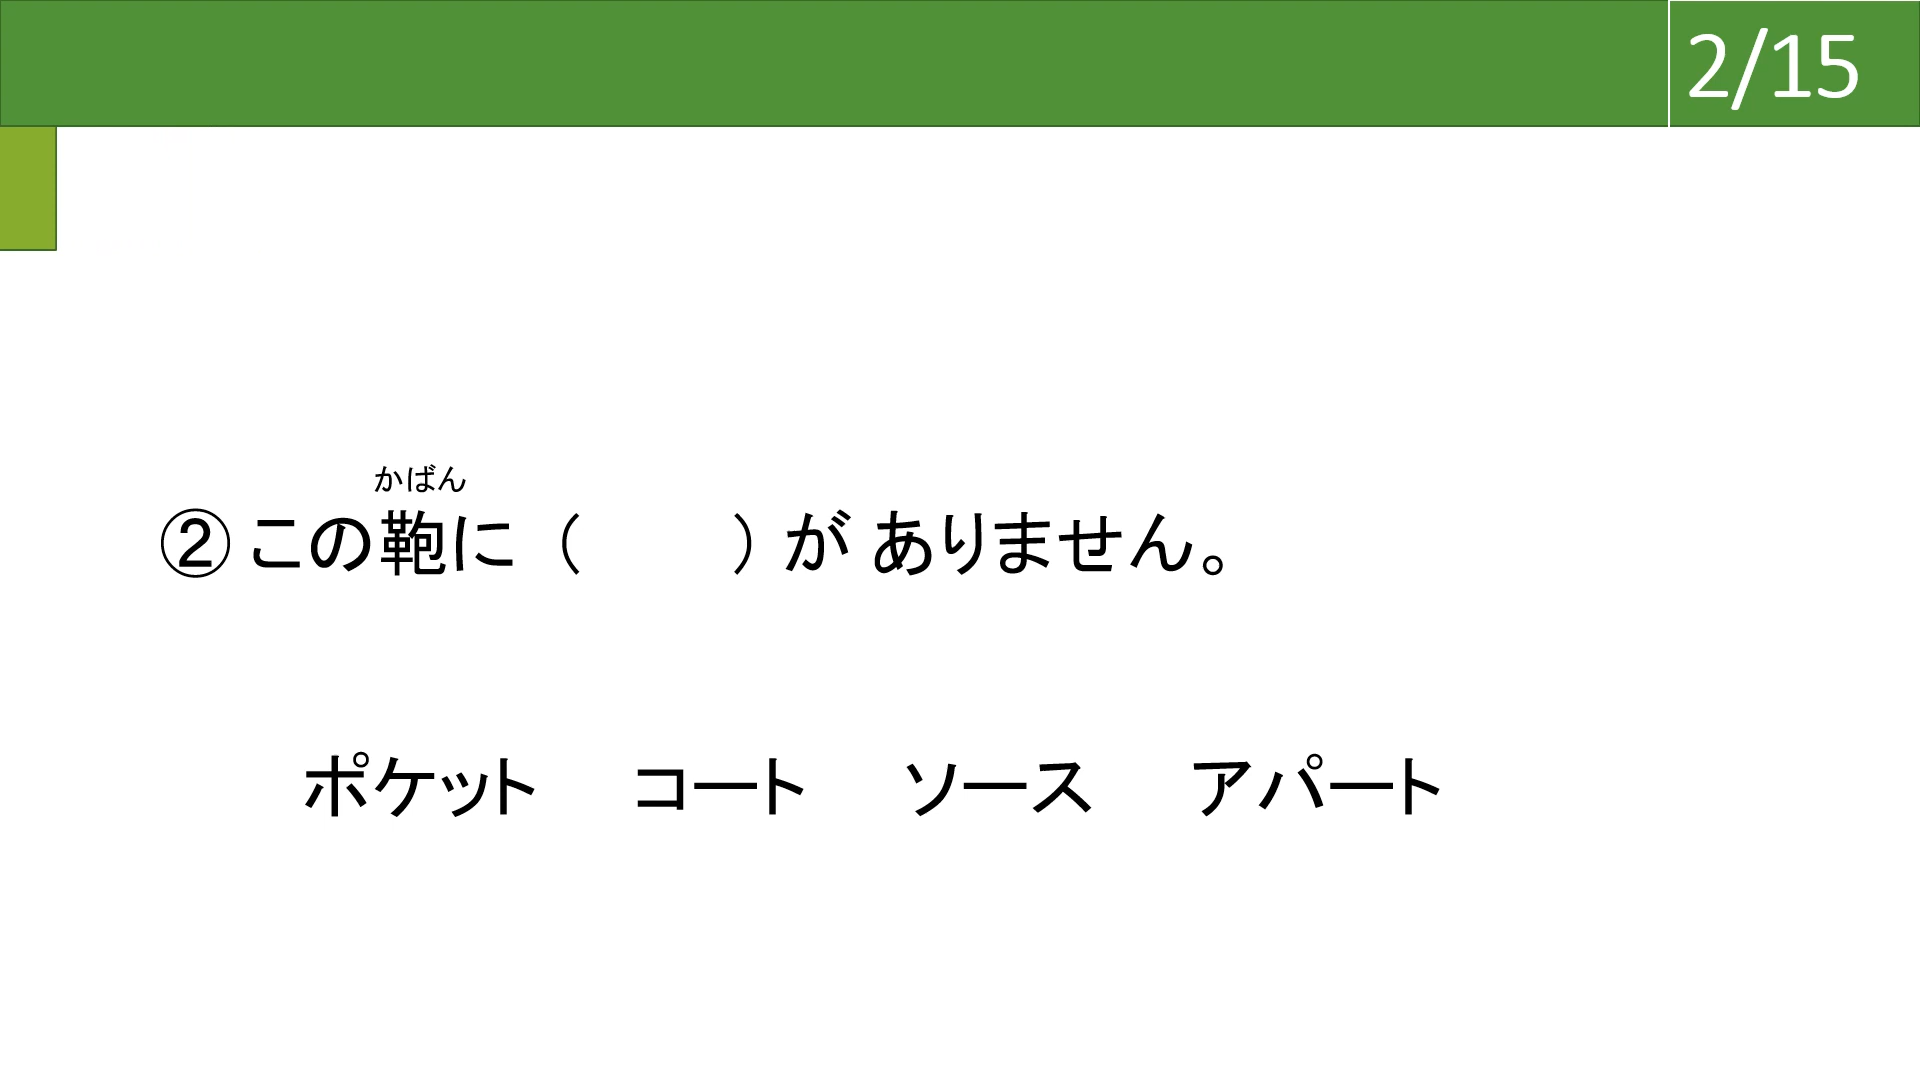 2/15
かばん
②この鞄に（　　）が ありません。
ポケット　コート　ソース　アパート